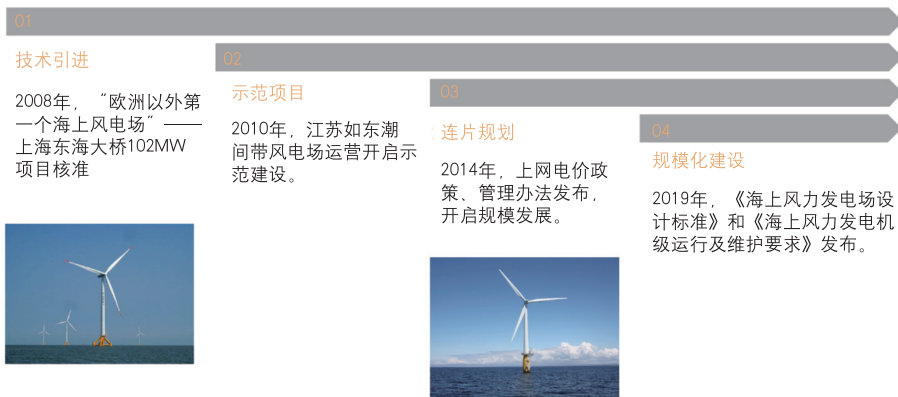 01
技术引进
2008年，“欧洲以外第
一个海上风电场”——
上海东海大桥102MW
项目核准
02
示范项目
2010年，江苏如东潮
间带风电场运营开启示
范建设。
03
连片规划
2014年，上网电价政
策、管理办法发布，
开启规模发展。
04
规模化建设
2019年，《海上风力发电场设
计标准》和《海上风力发电机
级运行及维护要求》发布。